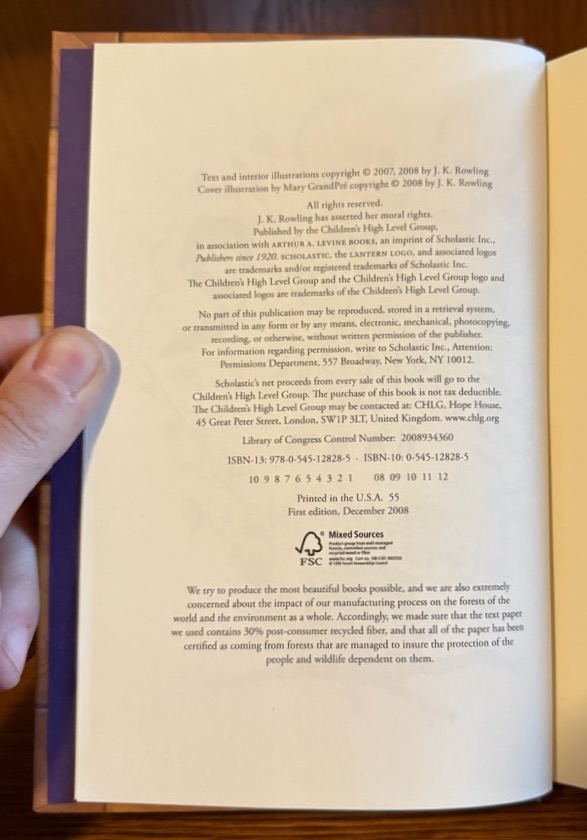 Text and interior illustrations copyright © 2007, 2008 by J. K. Rowling
Cover illustration by Mary GrandPré copyright © 2008 by J. K. Rowling
All rights reserved.
J. K. Rowling has asserted her moral rights.
Published by the Children's High Level Group,
in association with ARTHUR A. LEVINE BOOKS, an imprint of Scholastic Inc.,
Publishers since 1920. SCHOLASTIC, the LANTERN LOGO, and associated logos
are trademarks and/or registered trademarks of Scholastic Inc.
The Children's High Level Group and the Children's High Level Group logo and
associated logos are trademarks of the Children's High Level Group.
No part of this publication may be reproduced, stored in a retrieval system,
or transmitted in any form or by any means, electronic, mechanical, photocopying,
recording, or otherwise, without written permission of the publisher.
For information regarding permission, write to Scholastic Inc., Attention:
Permissions Department, 557 Broadway, New York, NY 10012.
Scholastic's net proceeds from every sale of this book will go to the
Children's High Level Group. The purchase of this book is not tax deductible.
The Children's High Level Group may be contacted at: CHLG, Hope House,
45 Great Peter Street, London, SW1P 3LT, United Kingdom. www.chlg.org
Library of Congress Control Number: 2008934360
ISBN-13: 978-0-545-12828-5 · ISBN-10: 0-545-12828-5
10 9 8 7 6 5 4 3 2 1 08 09 10 11 12
Printed in the U.S.A. 55
First edition, December 2008
Mixed Sources
Product group from well-managed
forests, controlled sources and
recycled wood or fiber
FSC
We try to produce the most beautiful books possible, and we are also extremely
concerned about the impact of our manufacturing process on the forests of the
world and the environment as a whole. Accordingly, we made sure that the text paper
we used contains 30% post-consumer recycled fiber, and that all of the paper has been
certified as coming from forests that are managed to insure the protection of the
people and wildlife dependent on them.